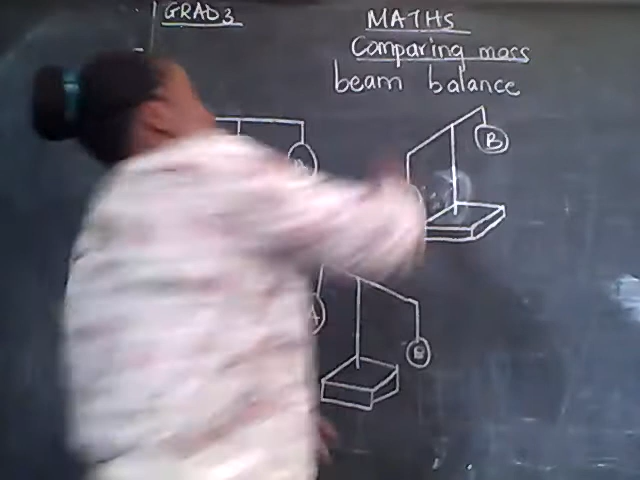 GRAD3
MATHS
Comparing mass
beam balance
B
A
B